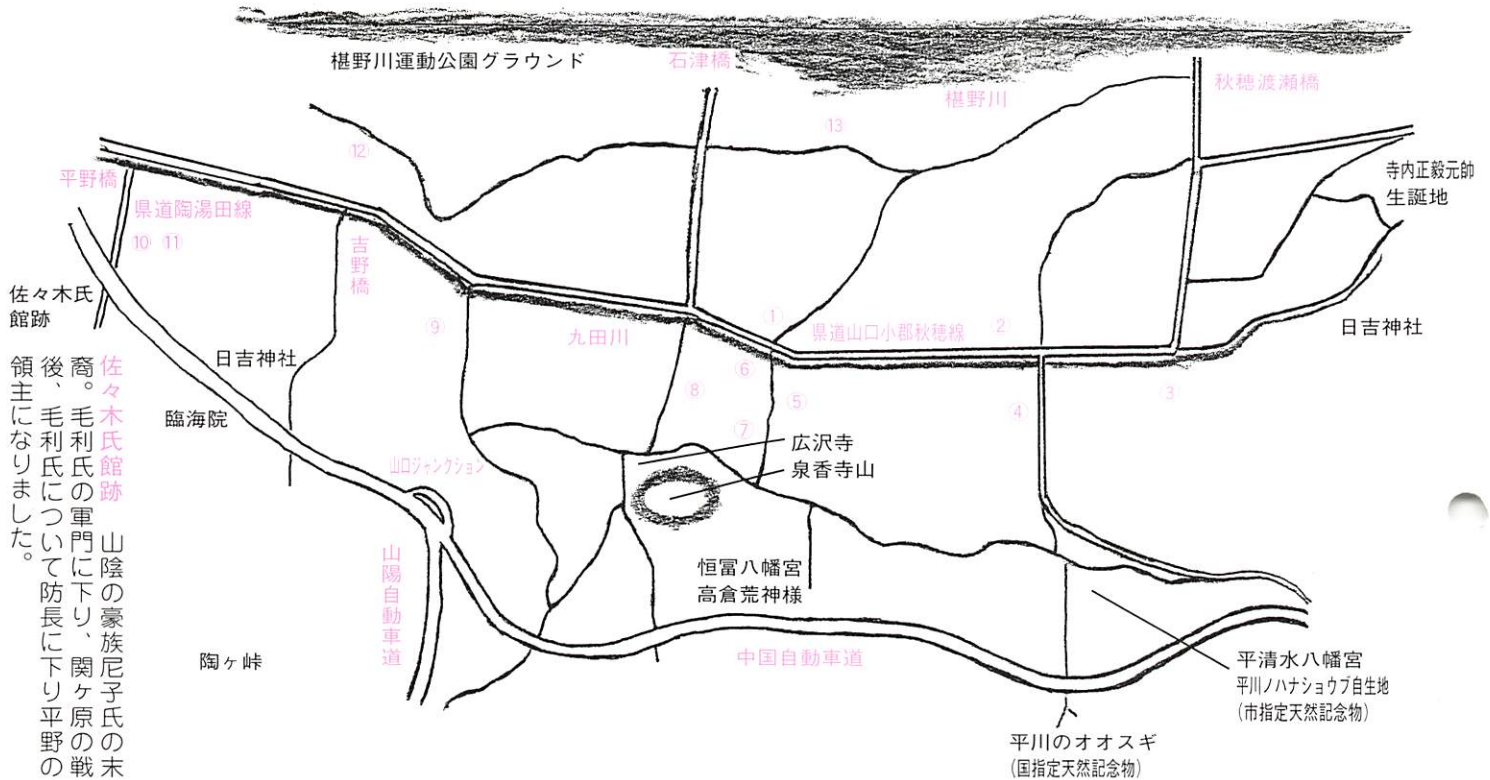 椹野川運動公園グラウンド
石津橋
椹野川
秋穂渡瀬橋
⑬
⑫
寺内正毅元帥
生誕地
平野橋
県道陶湯田線
⑩ ⑪
吉野橋
佐々木氏
館跡
⑨
九田川
①
県道山口小郡秋穂線
②
日吉神社
日吉神社
⑧
⑥
⑤
④
③
⑦
臨海院
広沢寺
泉香寺山
山口ジャンクション
山陽自動車道
恒冨八幡宮
高倉荒神様
陶ヶ峠
中国自動車道
平清水八幡宮
平川ノハナショウブ自生地
(市指定天然記念物)
平川のオオスギ
(国指定天然記念物)
佐々木氏館跡 山陰の豪族尼子氏の末
裔。毛利氏の軍門に下り、関ヶ原の戦
後、毛利氏について防長に下り平野の
領主になりました。